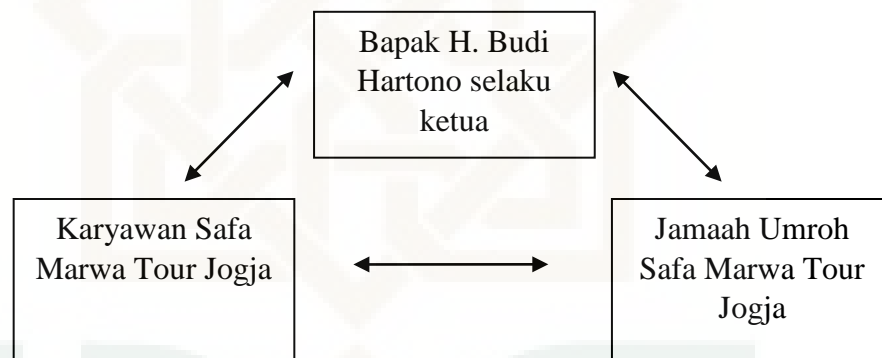 Bapak H. Budi
Hartono selaku
ketua
Karyawan Safa
Marwa Tour Jogja
Jamaah Umroh
Safa Marwa Tour
Jogja